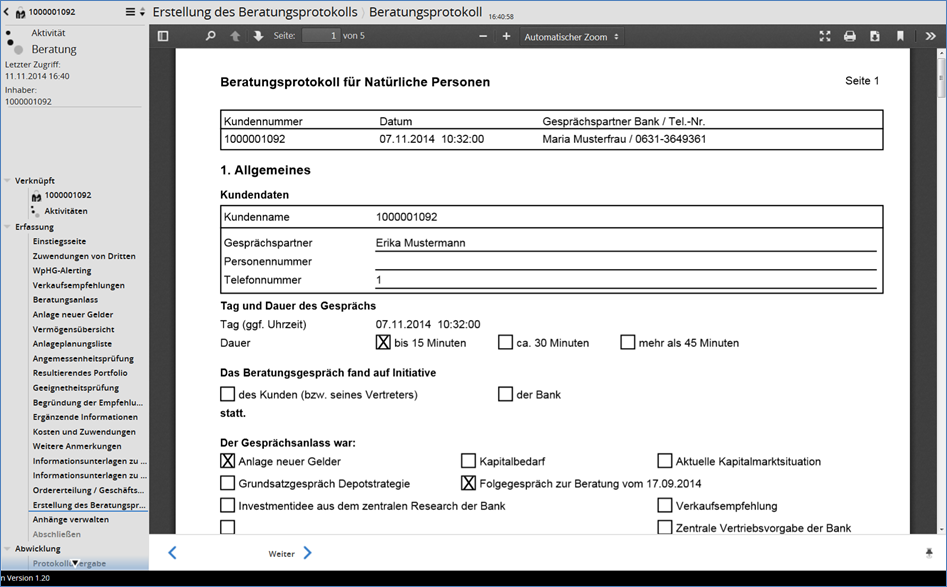 1000001092
Erstellung des Beratungsprotokolls 〉 Beratungsprotokoll 16:40:58
Aktivität
Beratung
Letzter Zugriff:
11.11.2014 16:40
Inhaber:
1000001092
Verknüpft
1000001092
Aktivitäten
Erfassung
Einstiegsseite
Zuwendungen von Dritten
WpHG-Alerting
Verkaufsempfehlungen
Beratungsanlass
Anlage neuer Gelder
Vermögensübersicht
Anlageplanungsliste
Angemessenheitsprüfung
Resultierendes Portfolio
Geeignetheitsprüfung
Begründung der Empfehlu...
Ergänzende Informationen
Kosten und Zuwendungen
Weitere Anmerkungen
Informationsunterlagen zu ...
Informationsunterlagen zu ...
Ordererteilung / Geschäfts...
Erstellung des Beratungspr...
Anhänge verwalten
Abschließen
Abwicklung
n Version 1.20
Seite: 1 von 5 Automatischer Zoom
Beratungsprotokoll für Natürliche Personen Seite 1
Kundennummer Datum Gesprächspartner Bank / Tel.-Nr.
1000001092 07.11.2014 10:32:00 Maria Musterfrau / 0631-3649361
1. Allgemeines
Kundendaten
Kundenname 1000001092
Gesprächspartner Erika Mustermann
Personennummer
Telefonnummer 1
Tag und Dauer des Gesprächs
Tag (ggf. Uhrzeit) 07.11.2014 10:32:00
Dauer X bis 15 Minuten ca. 30 Minuten mehr als 45 Minuten
Das Beratungsgespräch fand auf Initiative
des Kunden (bzw. seines Vertreters) der Bank
statt.
Der Gesprächsanlass war:
X Anlage neuer Gelder Kapitalbedarf Aktuelle Kapitalmarktsituation
Grundsatzgespräch Depotstrategie X Folgegespräch zur Beratung vom 17.09.2014
Investmentidee aus dem zentralen Research der Bank Verkaufsempfehlung
Zentrale Vertriebsvorgabe der Bank
Weiter